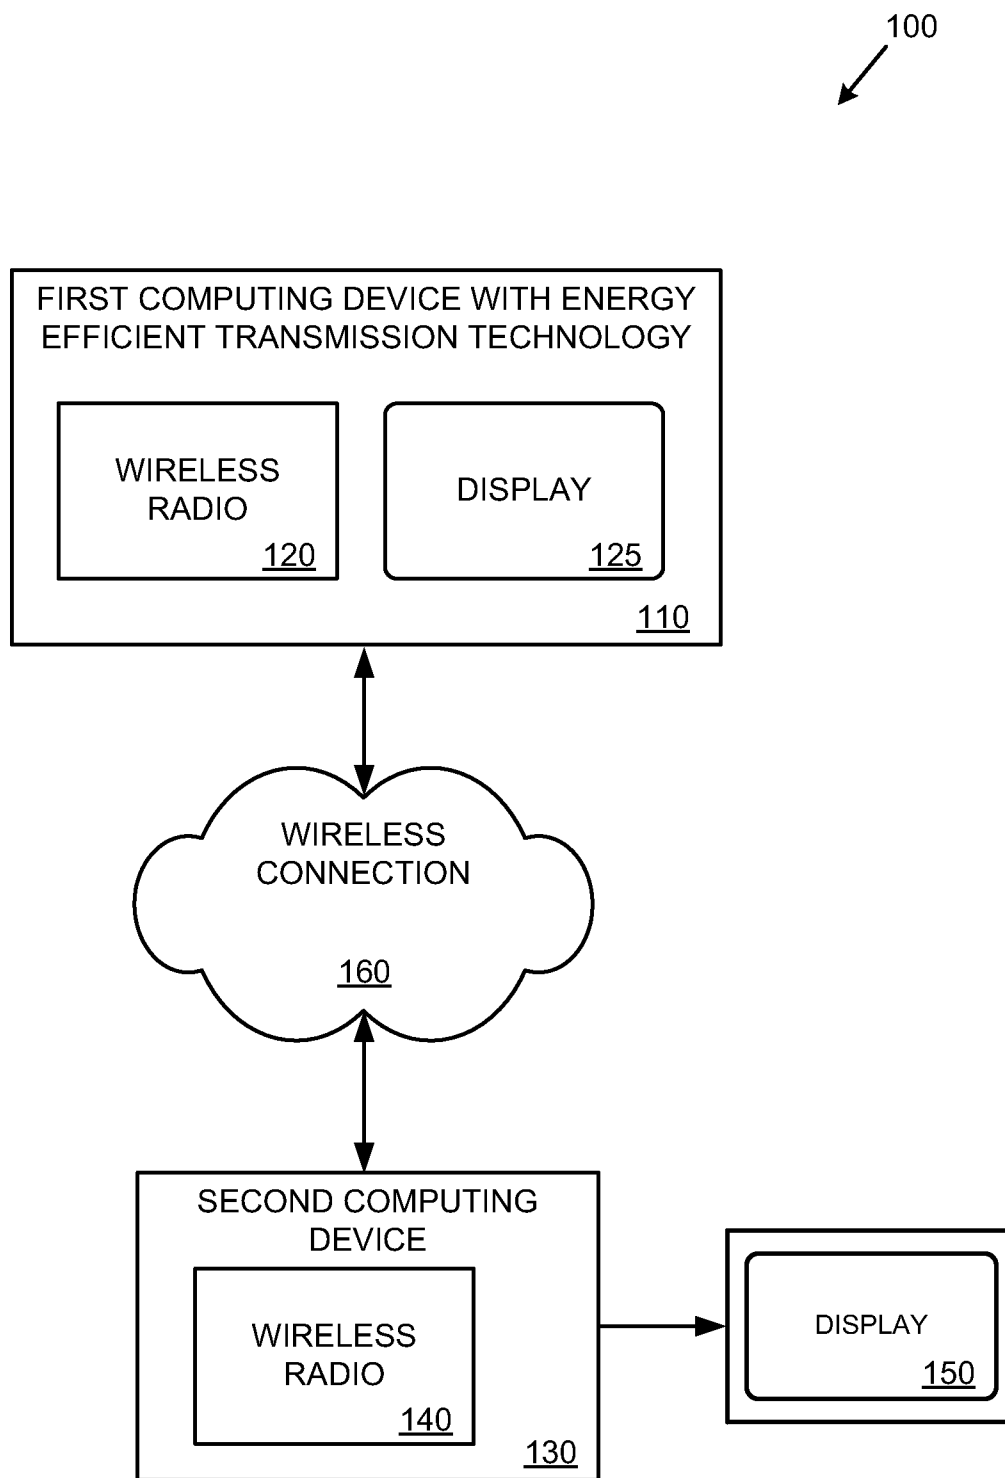 100
FIRST COMPUTING DEVICE WITH ENERGY
EFFICIENT TRANSMISSION TECHNOLOGY
WIRELESS
RADIO
120
DISPLAY
125
110
WIRELESS
CONNECTION
160
SECOND COMPUTING
DEVICE
WIRELESS
RADIO
140
130
DISPLAY
150